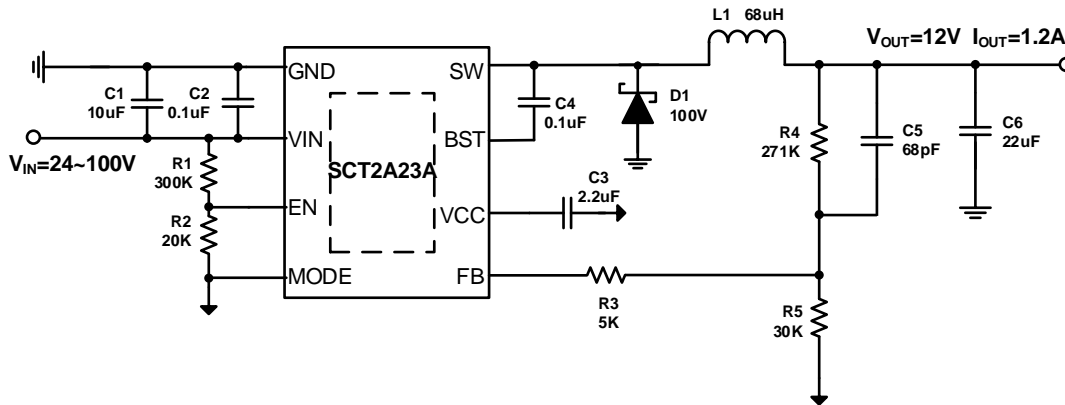 L1 68uH
VOUT=12V IOUT=1.2A
GND
SW
C1
10uF
C2
0.1uF
C4
0.1uF
D1
100V
R4
271K
C5
68pF
C6
22uF
VIN
BST
VIN=24~100V
R1
300K
SCT2A23A
C3
2.2uF
EN
VCC
R2
20K
MODE
FB
R3
5K
R5
30K